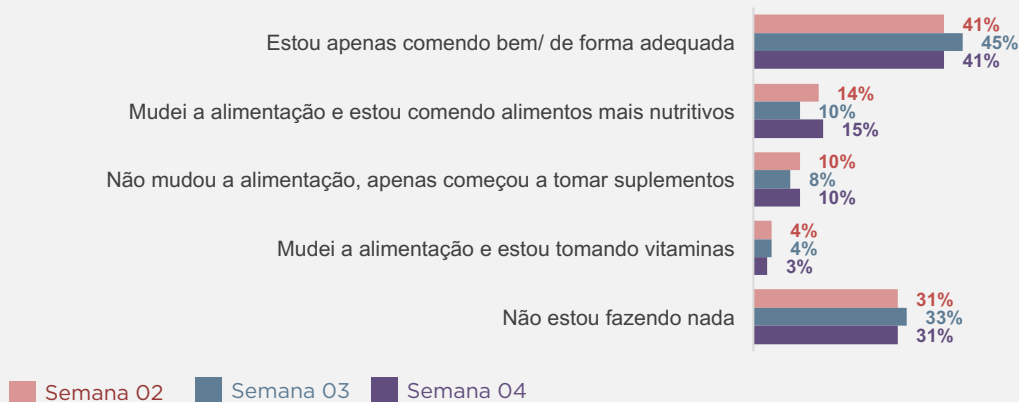 Estou apenas comendo bem/ de forma adequada
41%
45%
41%
Mudei a alimentação e estou comendo alimentos mais nutritivos
14%
10%
15%
Não mudou a alimentação, apenas começou a tomar suplementos
10%
8%
10%
Mudei a alimentação e estou tomando vitaminas
4%
4%
3%
Não estou fazendo nada
31%
33%
31%
Semana 02 Semana 03 Semana 04